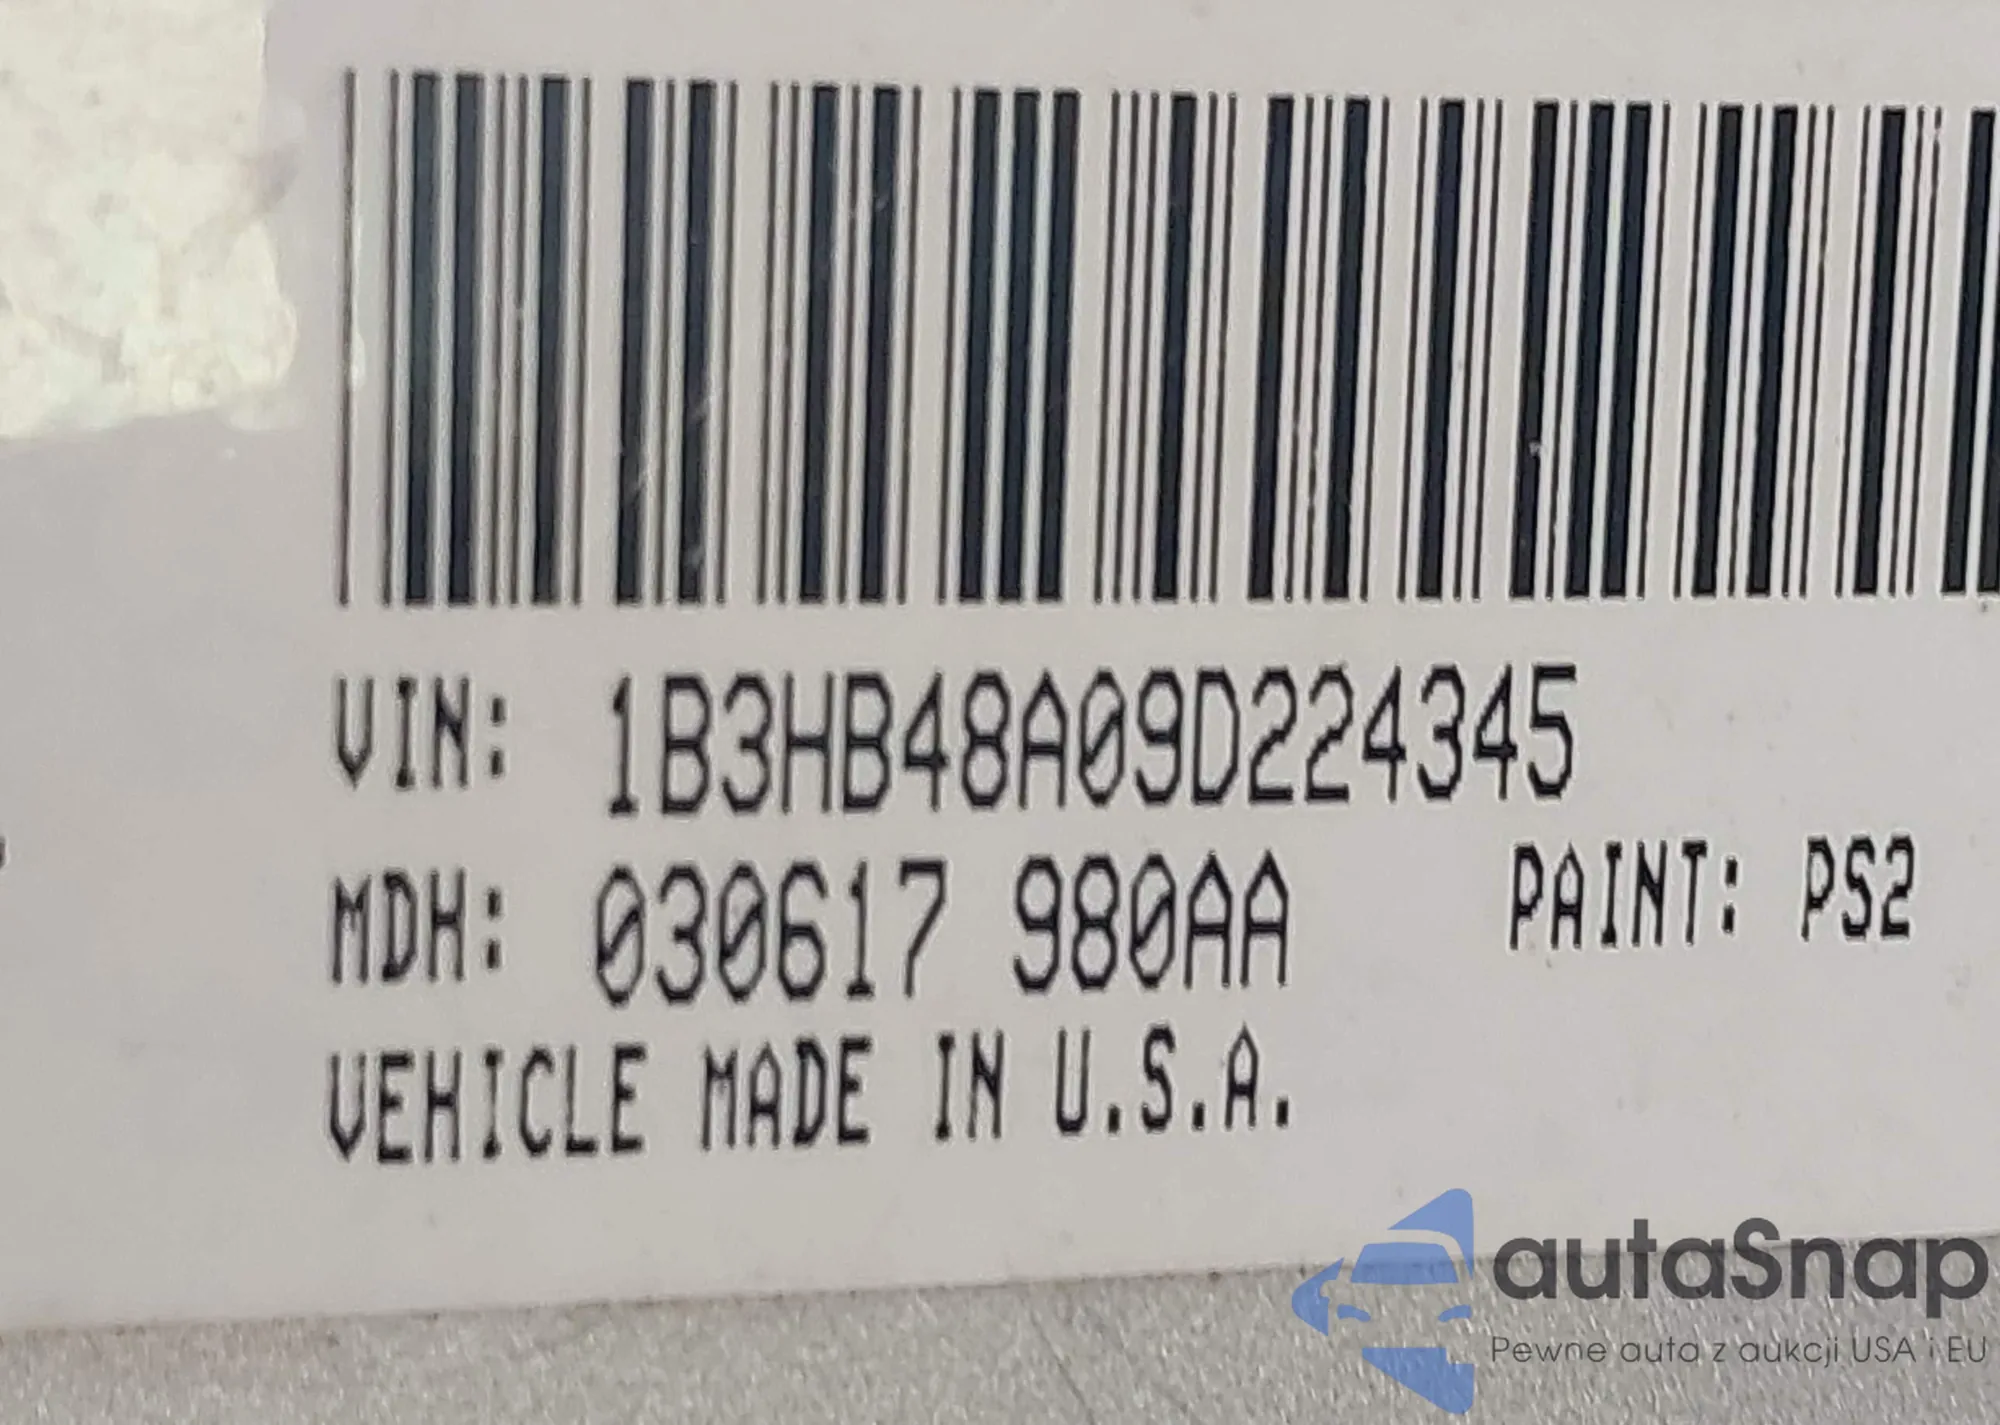 VIN: 1B3HB48A09D224345
MDH: 030617 980AA PAINT: PS2
VEHICLE MADE IN U.S.A.
autaSnap
Pewne auta z aukcji USA i EU